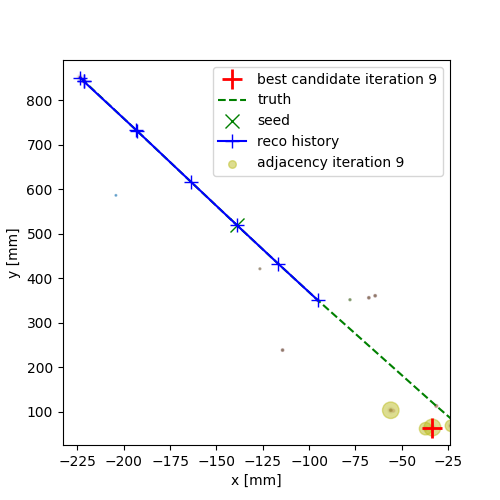 best candidate iteration 9
truth
seed
reco history
adjacency iteration 9
800
700
600
500
400
300
200
100
y [mm]
−225 −200 −175 −150 −125 −100 −75 −50 −25
x [mm]